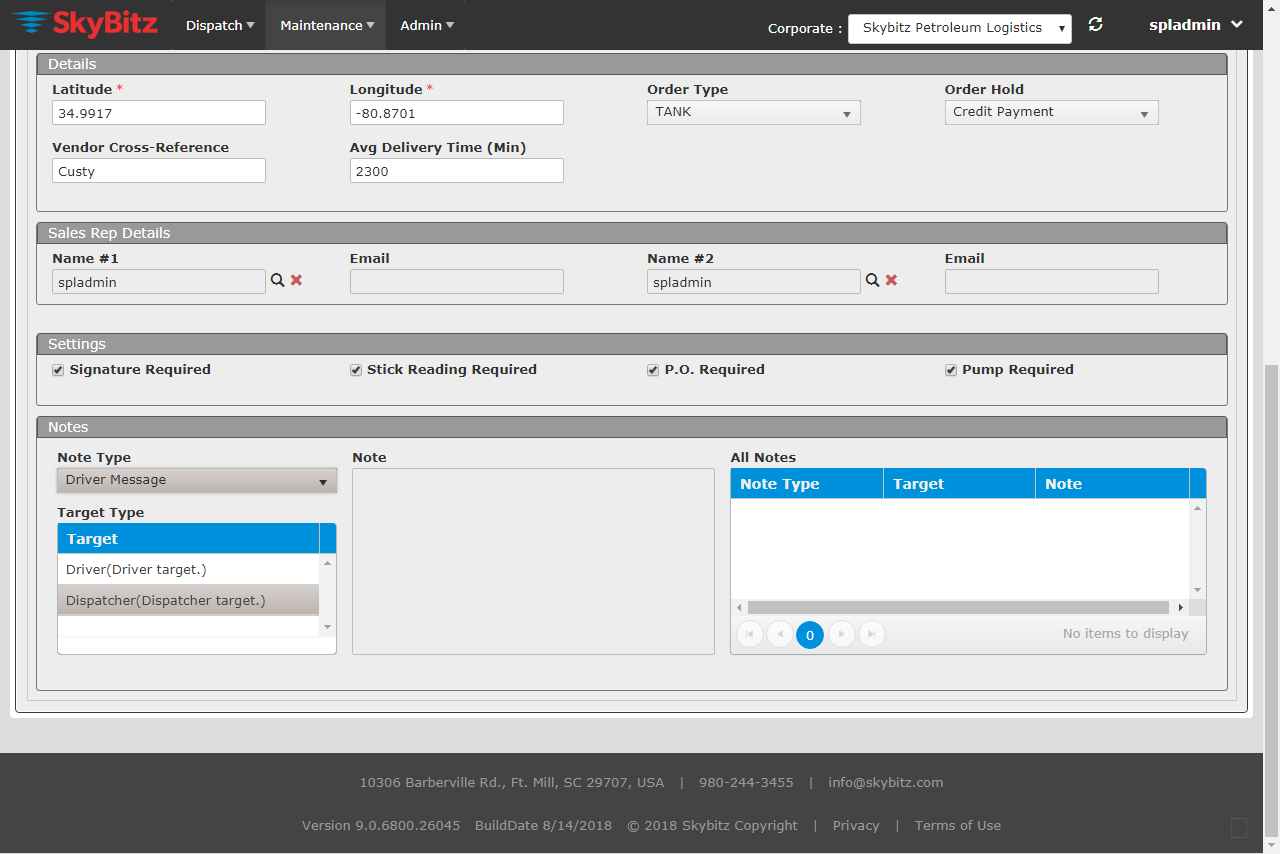 SkyBitz Dispatch Maintenance Admin Corporate : Skybitz Petroleum Logistics spladmin
Details
Latitude * Longitude * Order Type Order Hold
34.9917 -80.8701 TANK Credit Payment
Vendor Cross-Reference Avg Delivery Time (Min)
Custy 2300
Sales Rep Details
Name #1 Email Name #2 Email
spladmin spladmin
Settings
Signature Required Stick Reading Required P.O. Required Pump Required
Notes
Note Type Note All Notes
Driver Message Note Type Target Note
Target Type
Target
Driver(Driver target.)
Dispatcher(Dispatcher target.)
0 No items to display
10306 Barberville Rd., Ft. Mill, SC 29707, USA | 980-244-3455 | info@skybitz.com
Version 9.0.6800.26045 BuildDate 8/14/2018 © 2018 Skybitz Copyright | Privacy | Terms of Use